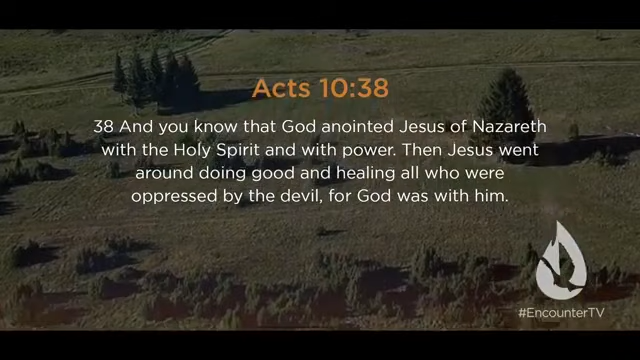 Acts 10:38
38 And you know that God anointed Jesus of Nazareth
with the Holy Spirit and with power. Then Jesus went
around doing good and healing all who were
oppressed by the devil, for God was with him.
#EncounterTV